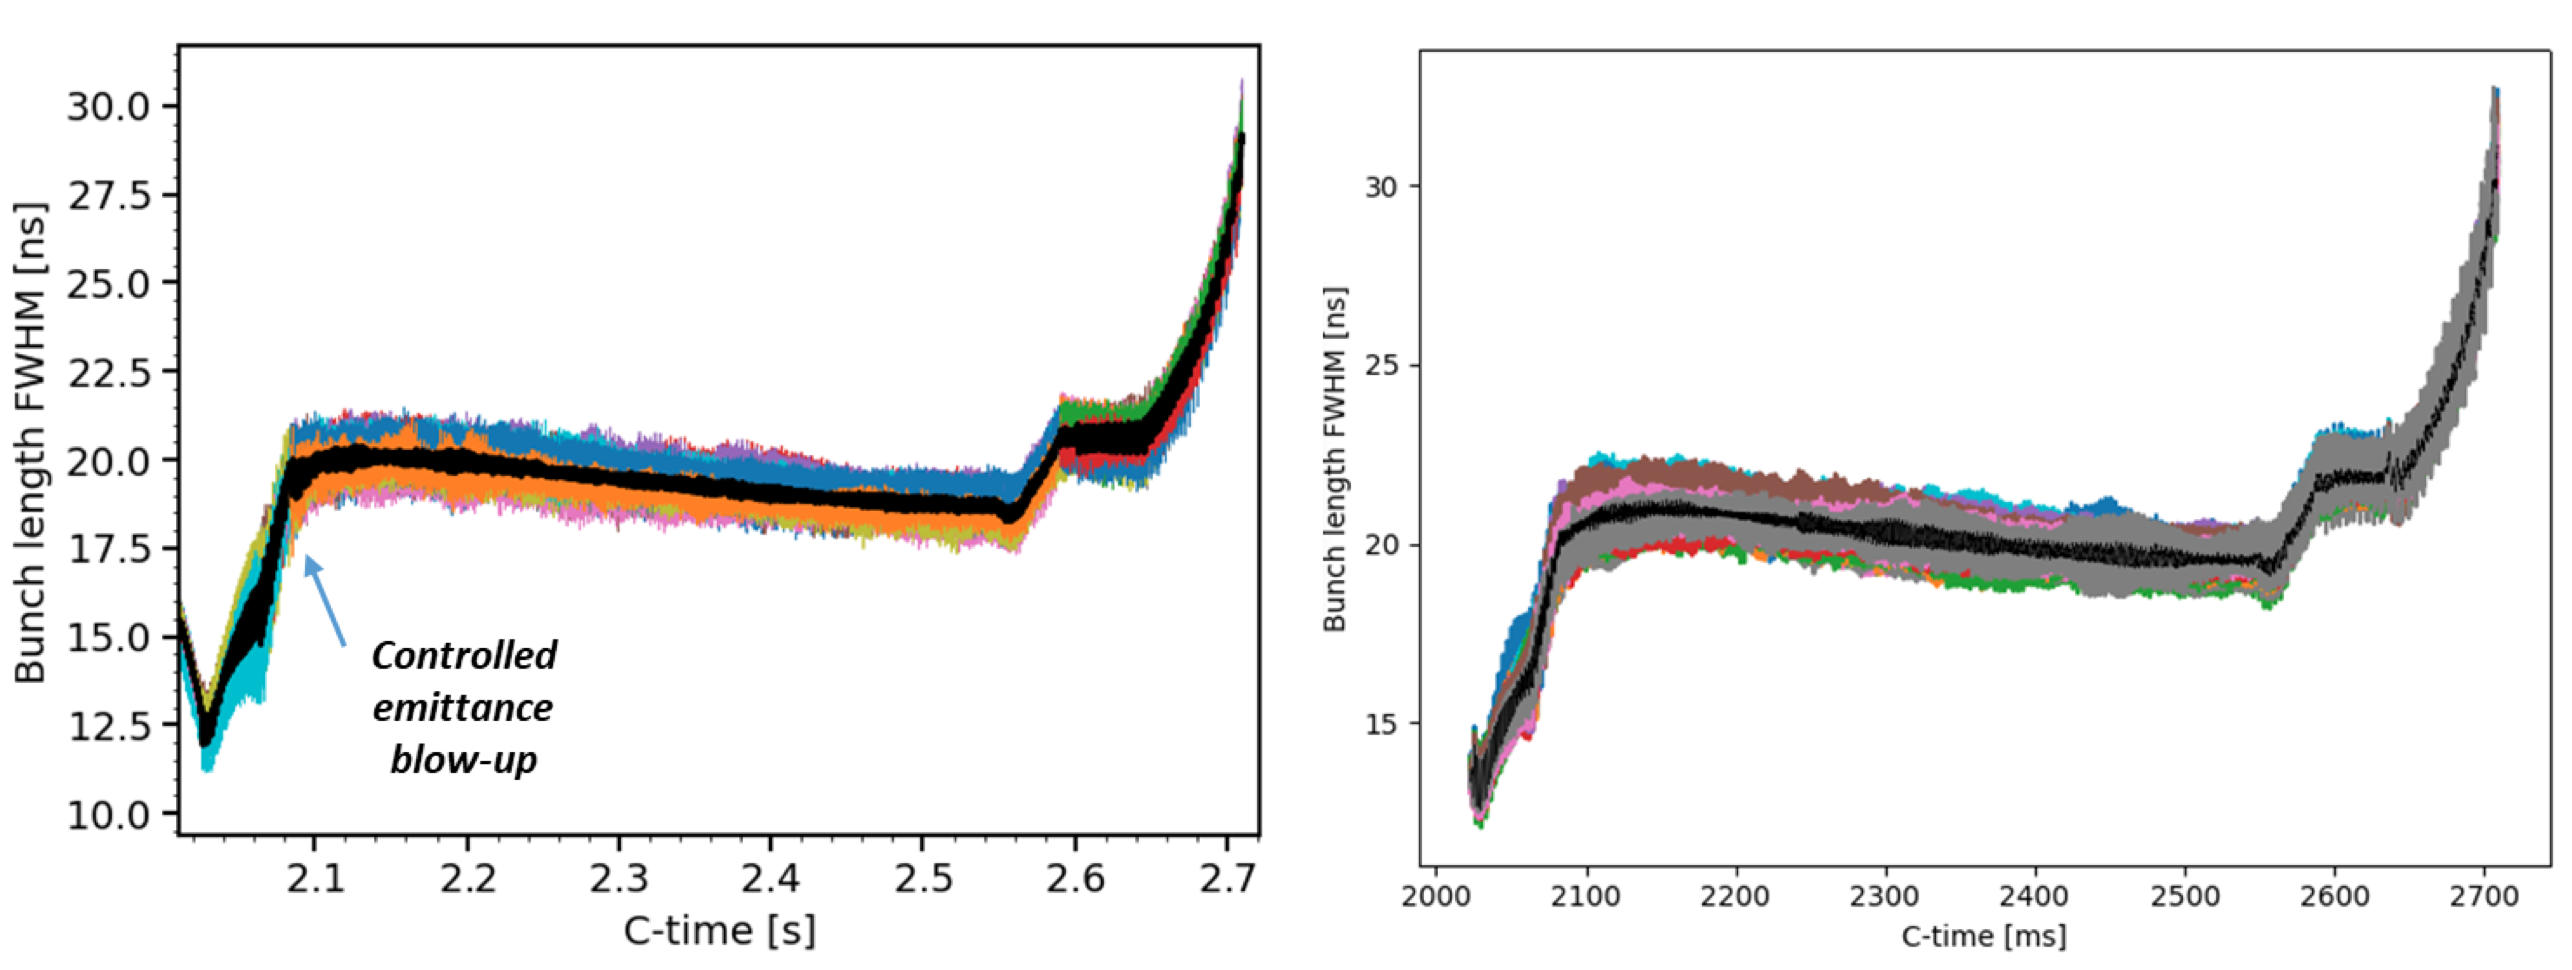 Bunch length FWHM [ns]
30.0
27.5
25.0
22.5
20.0
17.5
15.0
12.5
10.0
Controlled
emittance
blow-up
2.1 2.2 2.3 2.4 2.5 2.6 2.7
C-time [s]
Bunch length FWHM [ns]
30
25
20
15
2000 2100 2200 2300 2400 2500 2600 2700
C-time [ms]